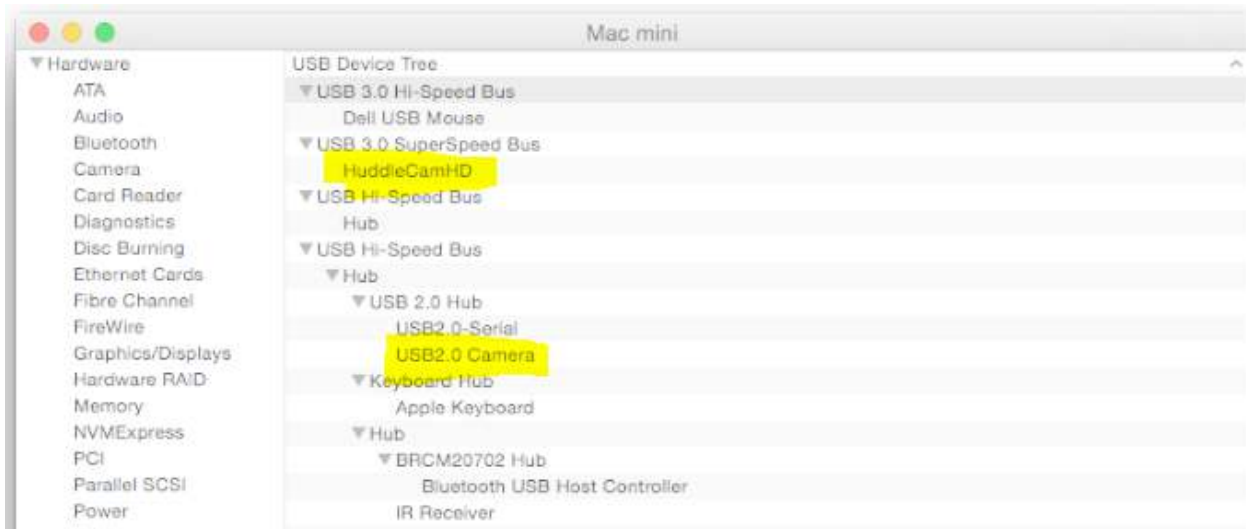 Mac mini
Hardware
ATA
Audio
Bluetooth
Camera
Card Reader
Diagnostics
Disc Burning
Ethernet Cards
Fibre Channel
FireWire
Graphics/Displays
Hardware RAID
Memory
NVMExpress
PCI
Parallel SCSI
Power
USB Device Tree
USB 3.0 Hi-Speed Bus
Dell USB Mouse
USB 3.0 SuperSpeed Bus
HuddleCamHD
USB Hi-Speed Bus
Hub
USB Hi-Speed Bus
Hub
USB 2.0 Hub
USB2.0-Serial
USB2.0 Camera
Keyboard Hub
Apple Keyboard
Hub
BRCM20702 Hub
Bluetooth USB Host Controller
IR Receiver